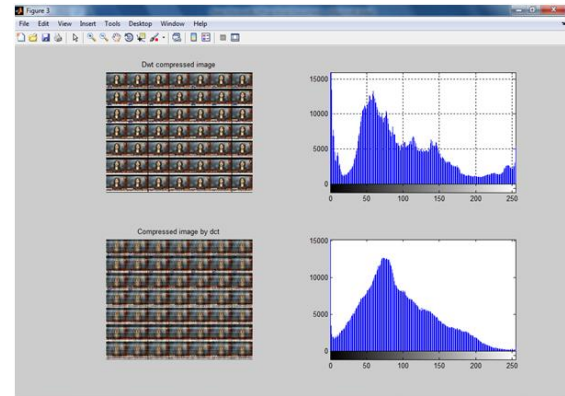 Figure 3
File Edit View Insert Tools Desktop Window Help
Dwt compressed image
15000
10000
5000
0
0 50 100 150 200 250
Compressed image by dct
15000
10000
5000
0
0 50 100 150 200 250